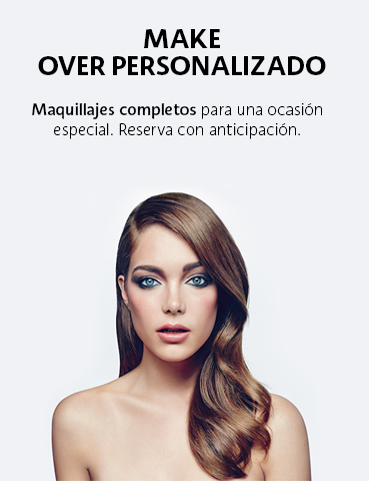 MAKE
OVER PERSONALIZADO
Maquillajes completos para una ocasión
especial. Reserva con anticipación.